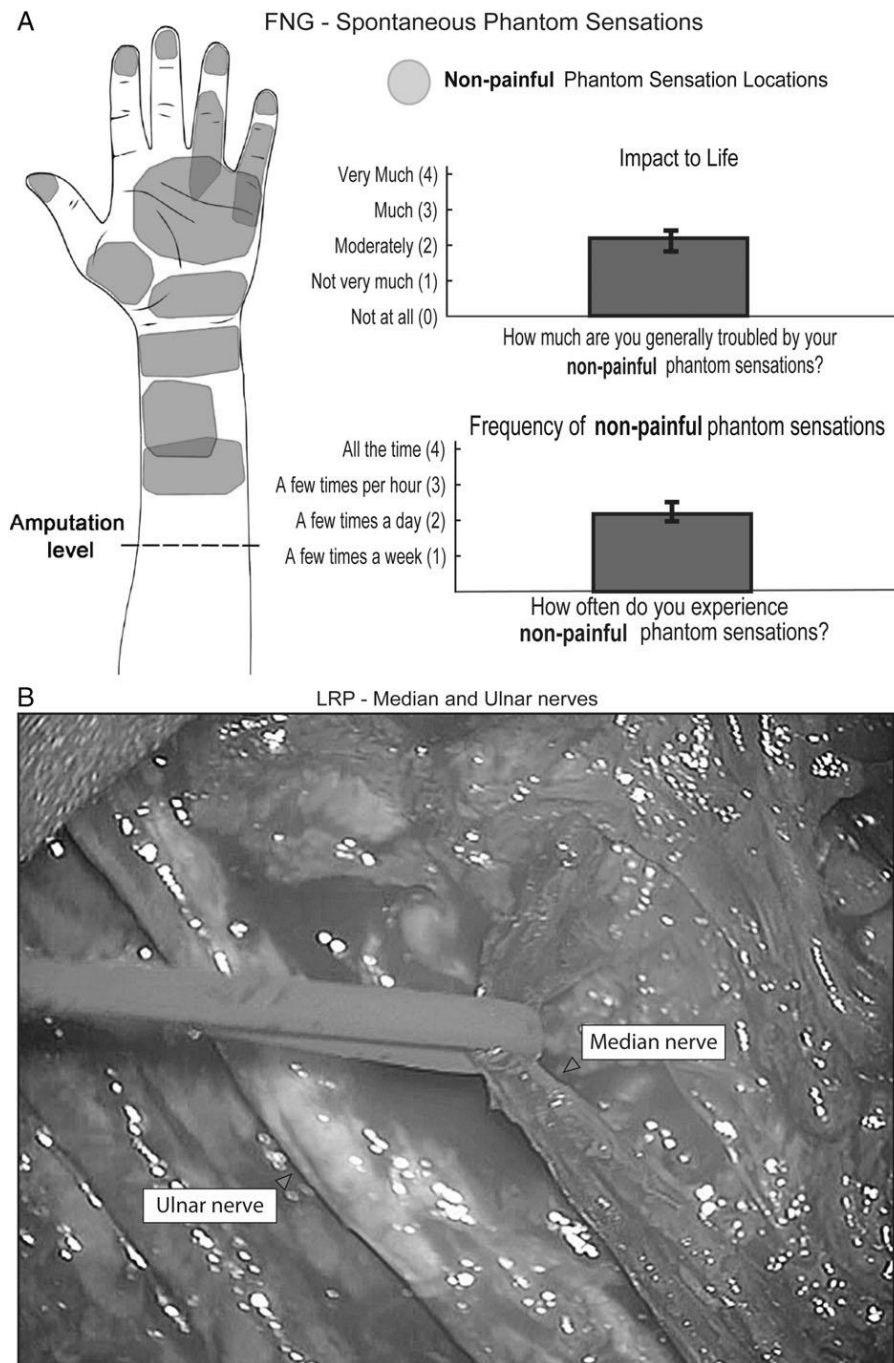 A
FNG - Spontaneous Phantom Sensations
Non-painful Phantom Sensation Locations
Impact to Life
Very Much (4)
Much (3)
Moderately (2)
Not very much (1)
Not at all (0)
How much are you generally troubled by your
non-painful phantom sensations?
Frequency of non-painful phantom sensations
All the time (4)
A few times per hour (3)
A few times a day (2)
A few times a week (1)
How often do you experience
non-painful phantom sensations?
Amputation
level
B
LRP - Median and Ulnar nerves
Median nerve
Ulnar nerve